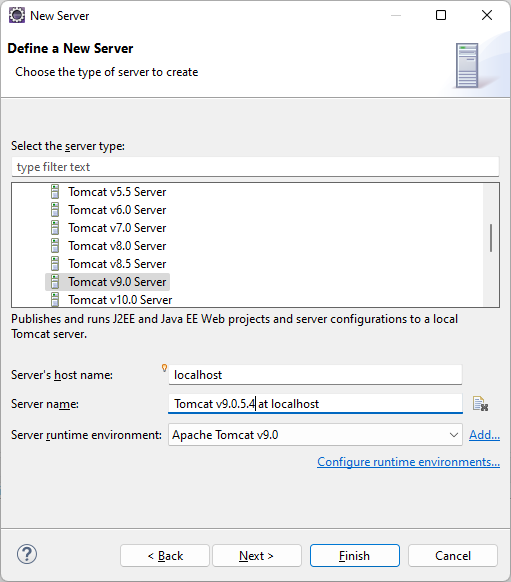 New Server
Define a New Server
Choose the type of server to create
Select the server type:
type filter text
Tomcat v5.5 Server
Tomcat v6.0 Server
Tomcat v7.0 Server
Tomcat v8.0 Server
Tomcat v8.5 Server
Tomcat v9.0 Server
Tomcat v10.0 Server
Publishes and runs J2EE and Java EE Web projects and server configurations to a local
Tomcat server.
Server's host name: localhost
Server name: Tomcat v9.0.5.4 at localhost
Server runtime environment: Apache Tomcat v9.0 Add...
Configure runtime environments...
? < Back Next > Finish Cancel